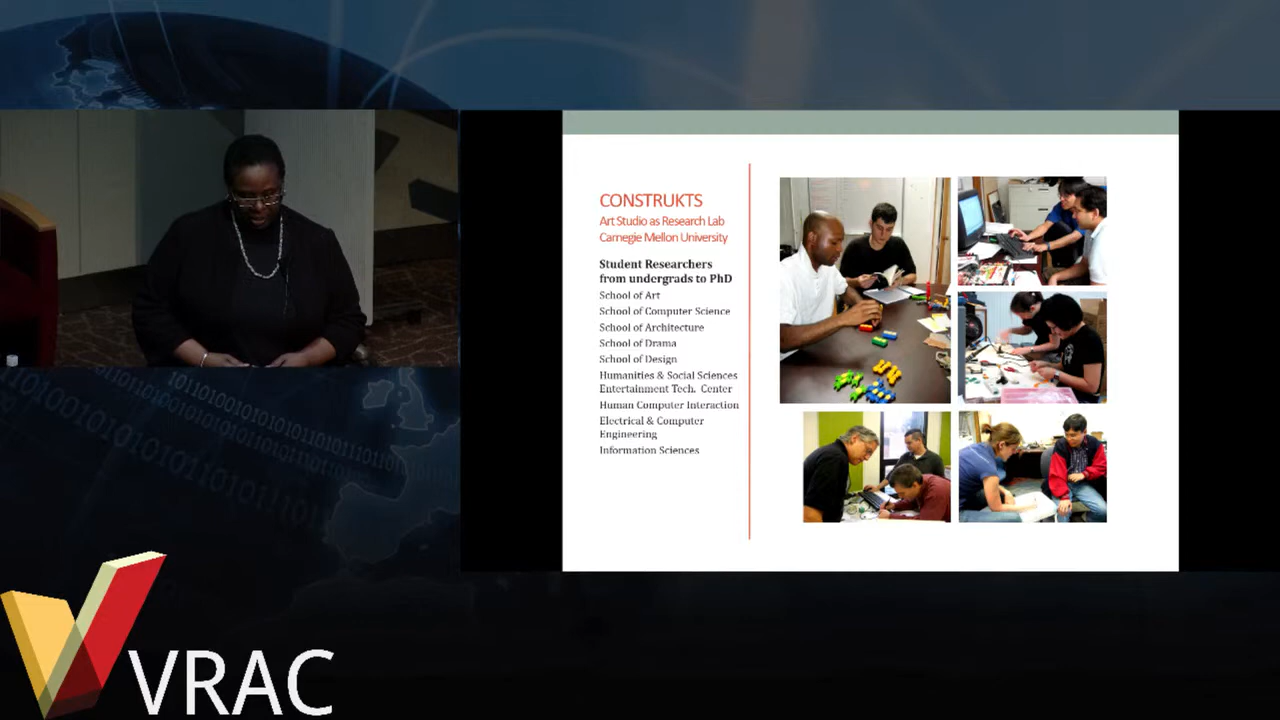 CONSTRUKTS
Art Studio as Research Lab
Carnegie Mellon University
Student Researchers
from undergrads to PhD
School of Art
School of Computer Science
School of Architecture
School of Drama
School of Design
Humanities & Social Sciences
Entertainment Tech. Center
Human Computer Interaction
Electrical & Computer
Engineering
Information Sciences
VRAC